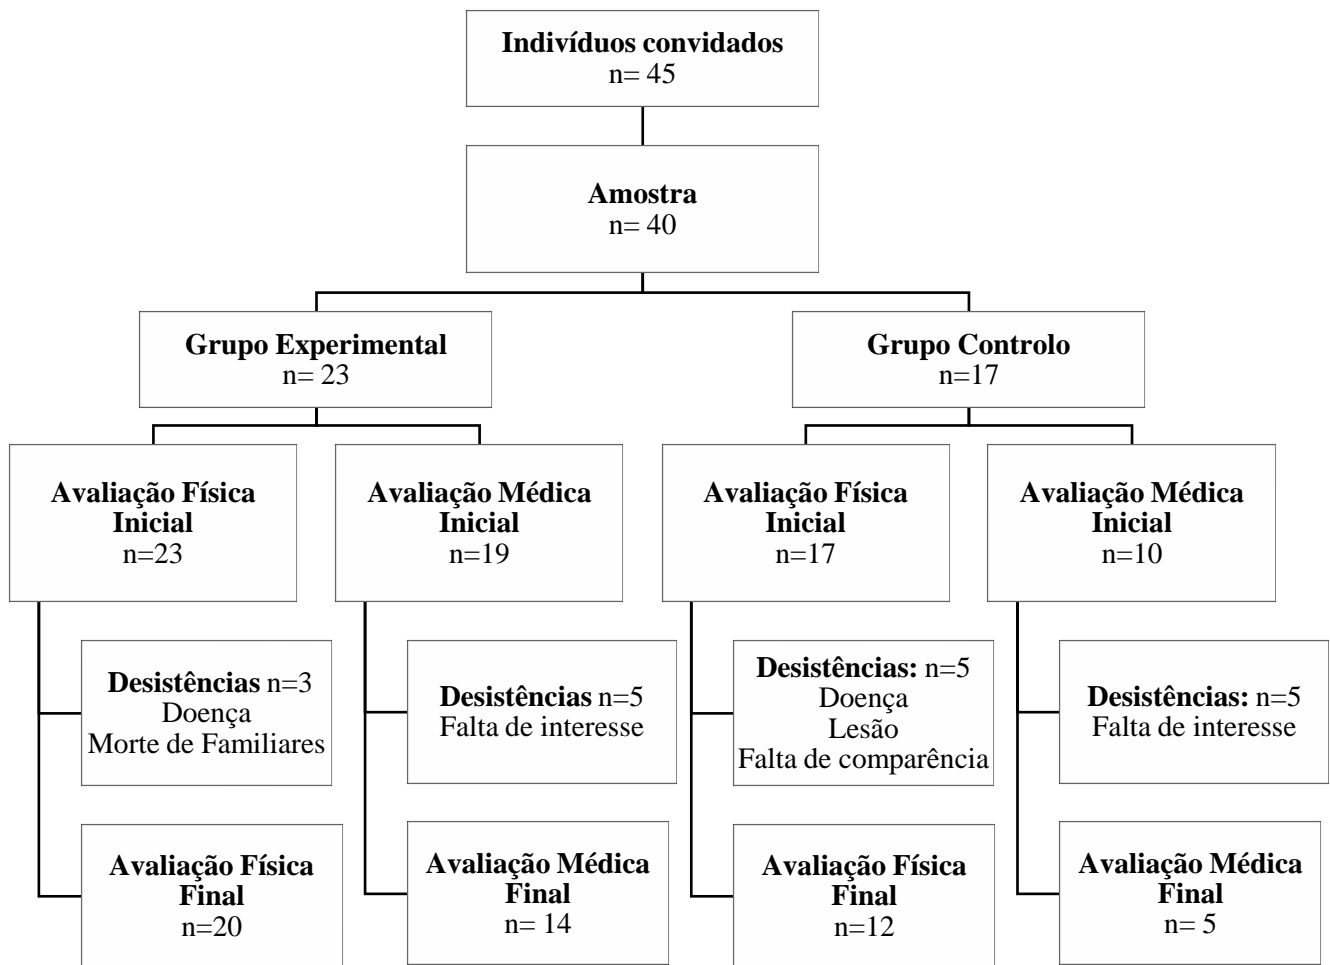 Indivíduos convidados
n= 45
Amostra
n= 40
Grupo Experimental
n= 23
Grupo Controlo
n=17
Avaliação Física
Inicial
n=23
Avaliação Médica
Inicial
n=19
Avaliação Física
Inicial
n=17
Avaliação Médica
Inicial
n=10
Desistências n=3
Doença
Morte de Familiares
Desistências n=5
Falta de interesse
Desistências: n=5
Doença
Lesão
Falta de comparência
Desistências: n=5
Falta de interesse
Avaliação Física
Final
n=20
Avaliação Médica
Final
n= 14
Avaliação Física
Final
n=12
Avaliação Médica
Final
n= 5